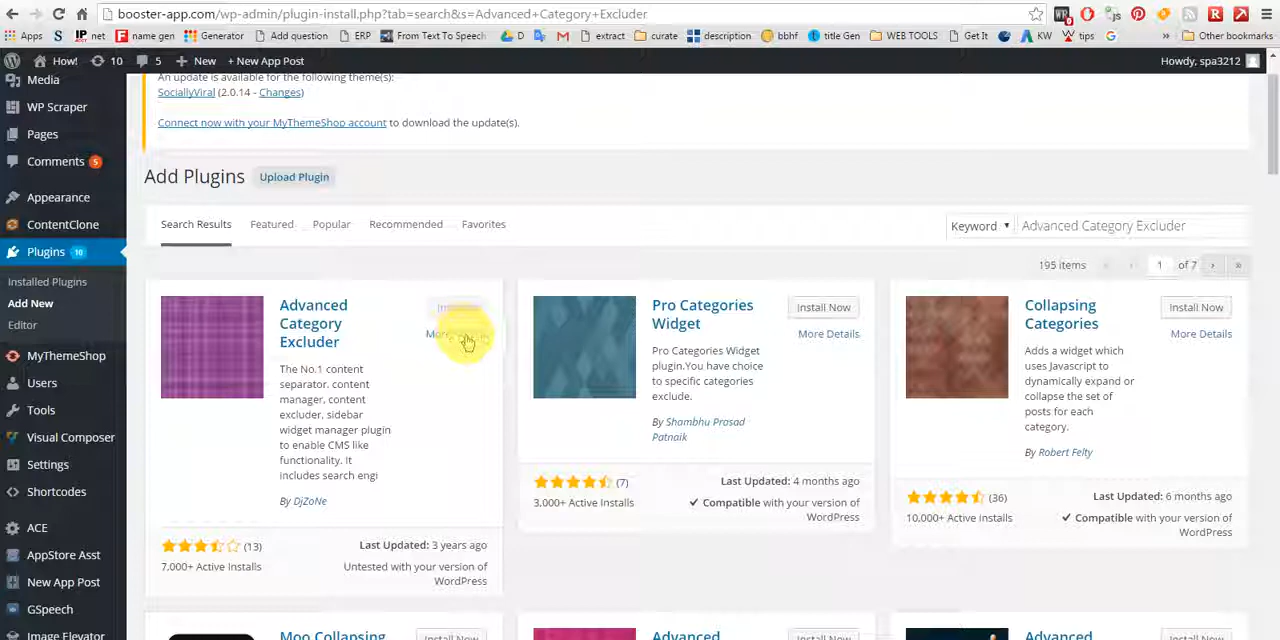 booster-app.com/wp-admin/plugin-install.php?tab=search&s=Advanced+Category+Excluder
Apps
net
name gen
Generator
Add question
ERP
From Text To Speech
D
extract
curate
description
bbhf
title Gen
WEB TOOLS
Get It
KW
tips
»
Other bookmarks
How!
10
5
New
+ New App Post
Howdy, spa3212
Media
WP Scraper
Pages
Comments 5
Appearance
ContentClone
Plugins 10
Installed Plugins
Add New
Editor
MyThemeShop
Users
Tools
Visual Composer
Settings
Shortcodes
ACE
AppStore Asst
New App Post
GSpeech
Image Elevator
An update is available for the following theme(s):
SociallyViral (2.0.14 - Changes)
Connect now with your MyThemeShop account to download the update(s).
Add Plugins
Upload Plugin
Search Results
Featured
Popular
Recommended
Favorites
Keyword
Advanced Category Excluder
195 items
« ‹ 1 of 7 › »
Advanced
Category
Excluder
The No.1 content
separator. content
manager, content
excluder, sidebar
widget manager plugin
to enable CMS like
functionality. It
includes search engi
By DjZoNe
(13)
7,000+ Active Installs
Last Updated: 3 years ago
Untested with your version of
WordPress
Pro Categories
Widget
Install Now
More Details
Pro Categories Widget
plugin.You have choice
to specific categories
exclude.
By Shambhu Prasad
Patnaik
(7)
3,000+ Active Installs
Last Updated: 4 months ago
Compatible with your version of
WordPress
Collapsing
Categories
Install Now
More Details
Adds a widget which
uses Javascript to
dynamically expand or
collapse the set of
posts for each
category.
By Robert Felty
(36)
10,000+ Active Installs
Last Updated: 6 months ago
Compatible with your version of
WordPress
Moo Collapsing
Install Now
Advanced
Install Now
Advanced
Install Now